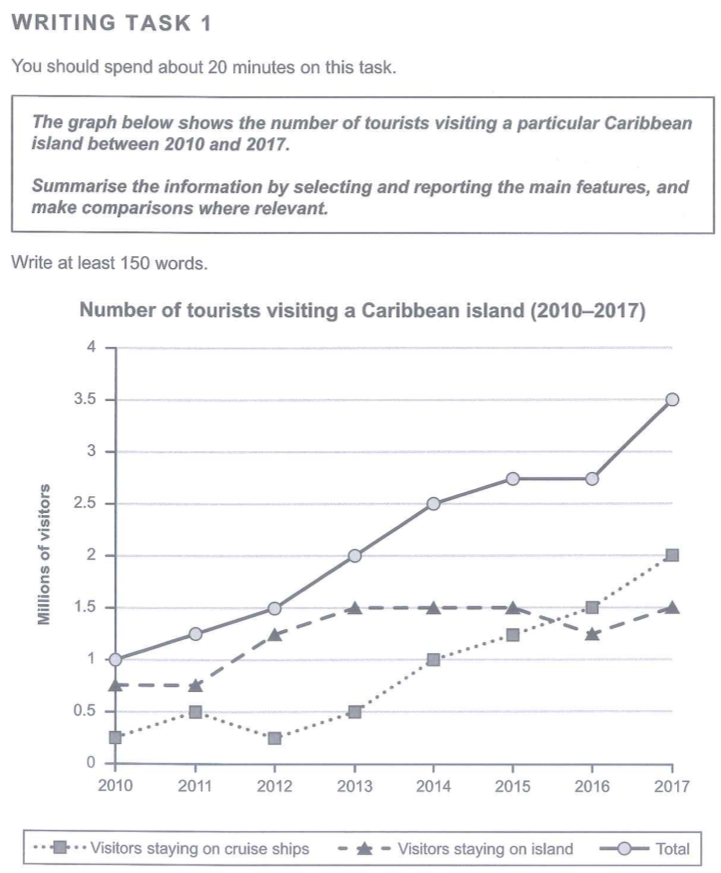 WRITING TASK 1
You should spend about 20 minutes on this task.
The graph below shows the number of tourists visiting a particular Caribbean
island between 2010 and 2017.
Summarise the information by selecting and reporting the main features, and
make comparisons where relevant.
Write at least 150 words.
Number of tourists visiting a Caribbean island (2010–2017)
Millions of visitors
4
3.5
3
2.5
2
1.5
1
0.5
0
2010 2011 2012 2013 2014 2015 2016 2017
Visitors staying on cruise ships Visitors staying on island Total